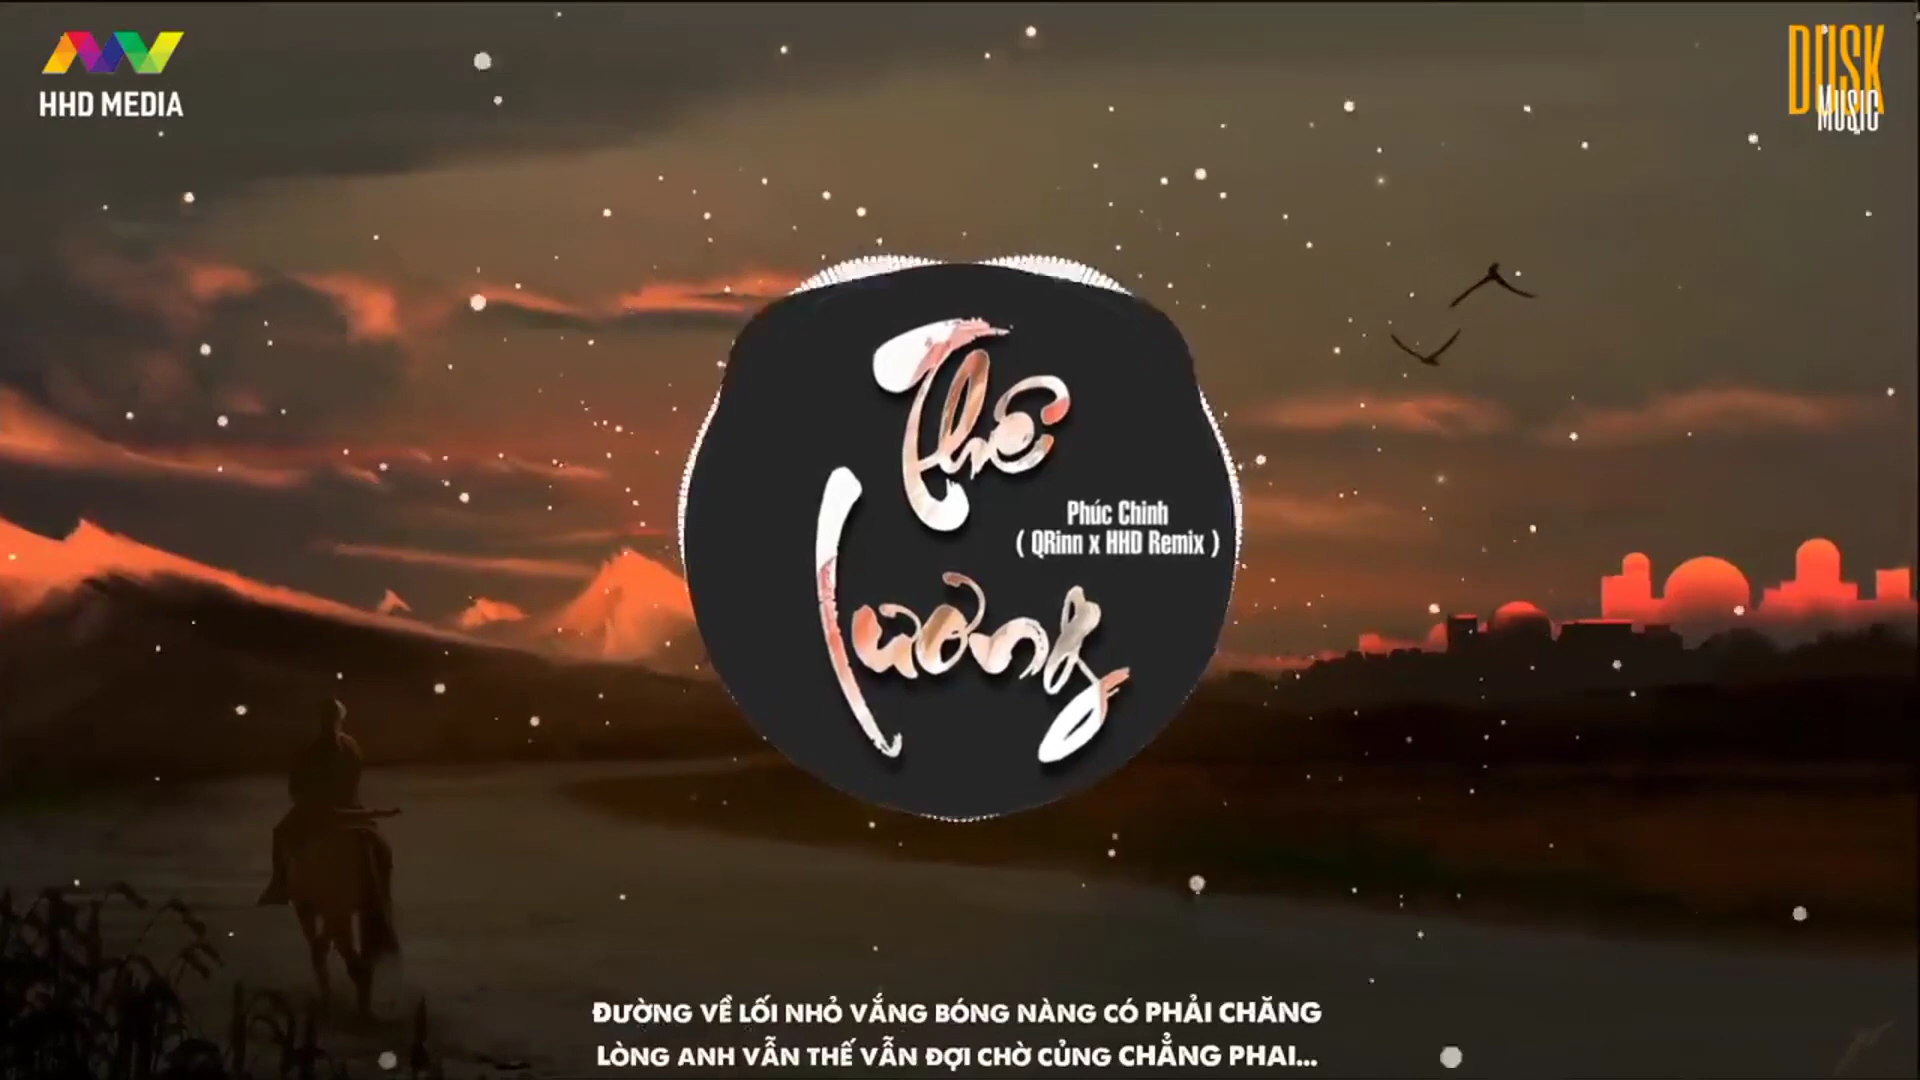 HHD MEDIA
DUSK
MUSIC
Thê
Lương
Phúc Chinh
( QRinn x HHD Remix )
ĐƯỜNG VỀ LỐI NHỎ VẮNG BÓNG NÀNG CÓ PHẢI CHĂNG
LÒNG ANH VẪN THẾ VẪN ĐỢI CHỜ CỦNG CHẲNG PHAI...